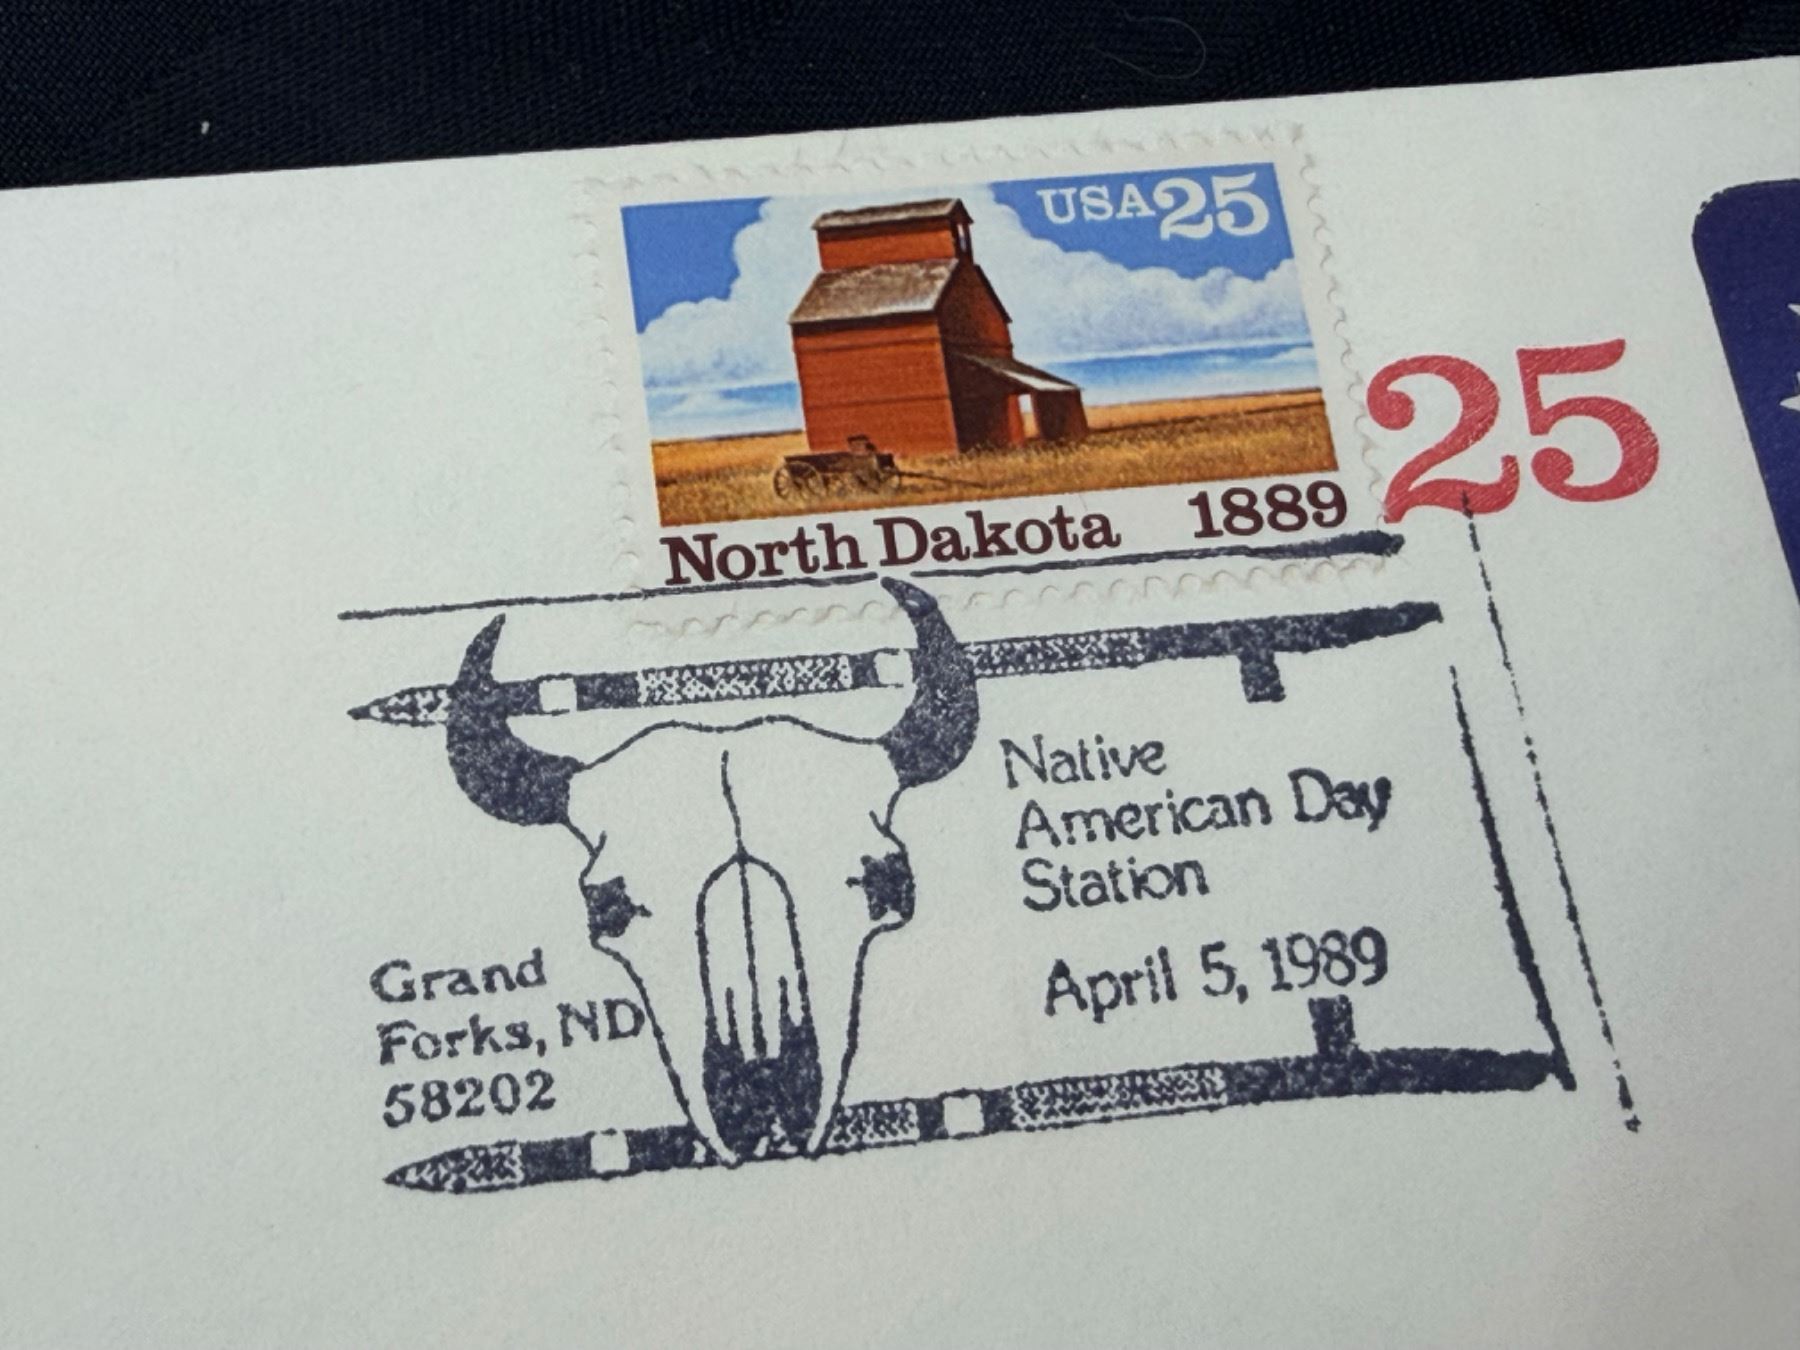 USA25
25
North Dakota 1889
Native
American Day
Station
April 5, 1989
Grand
Forks, ND
58202